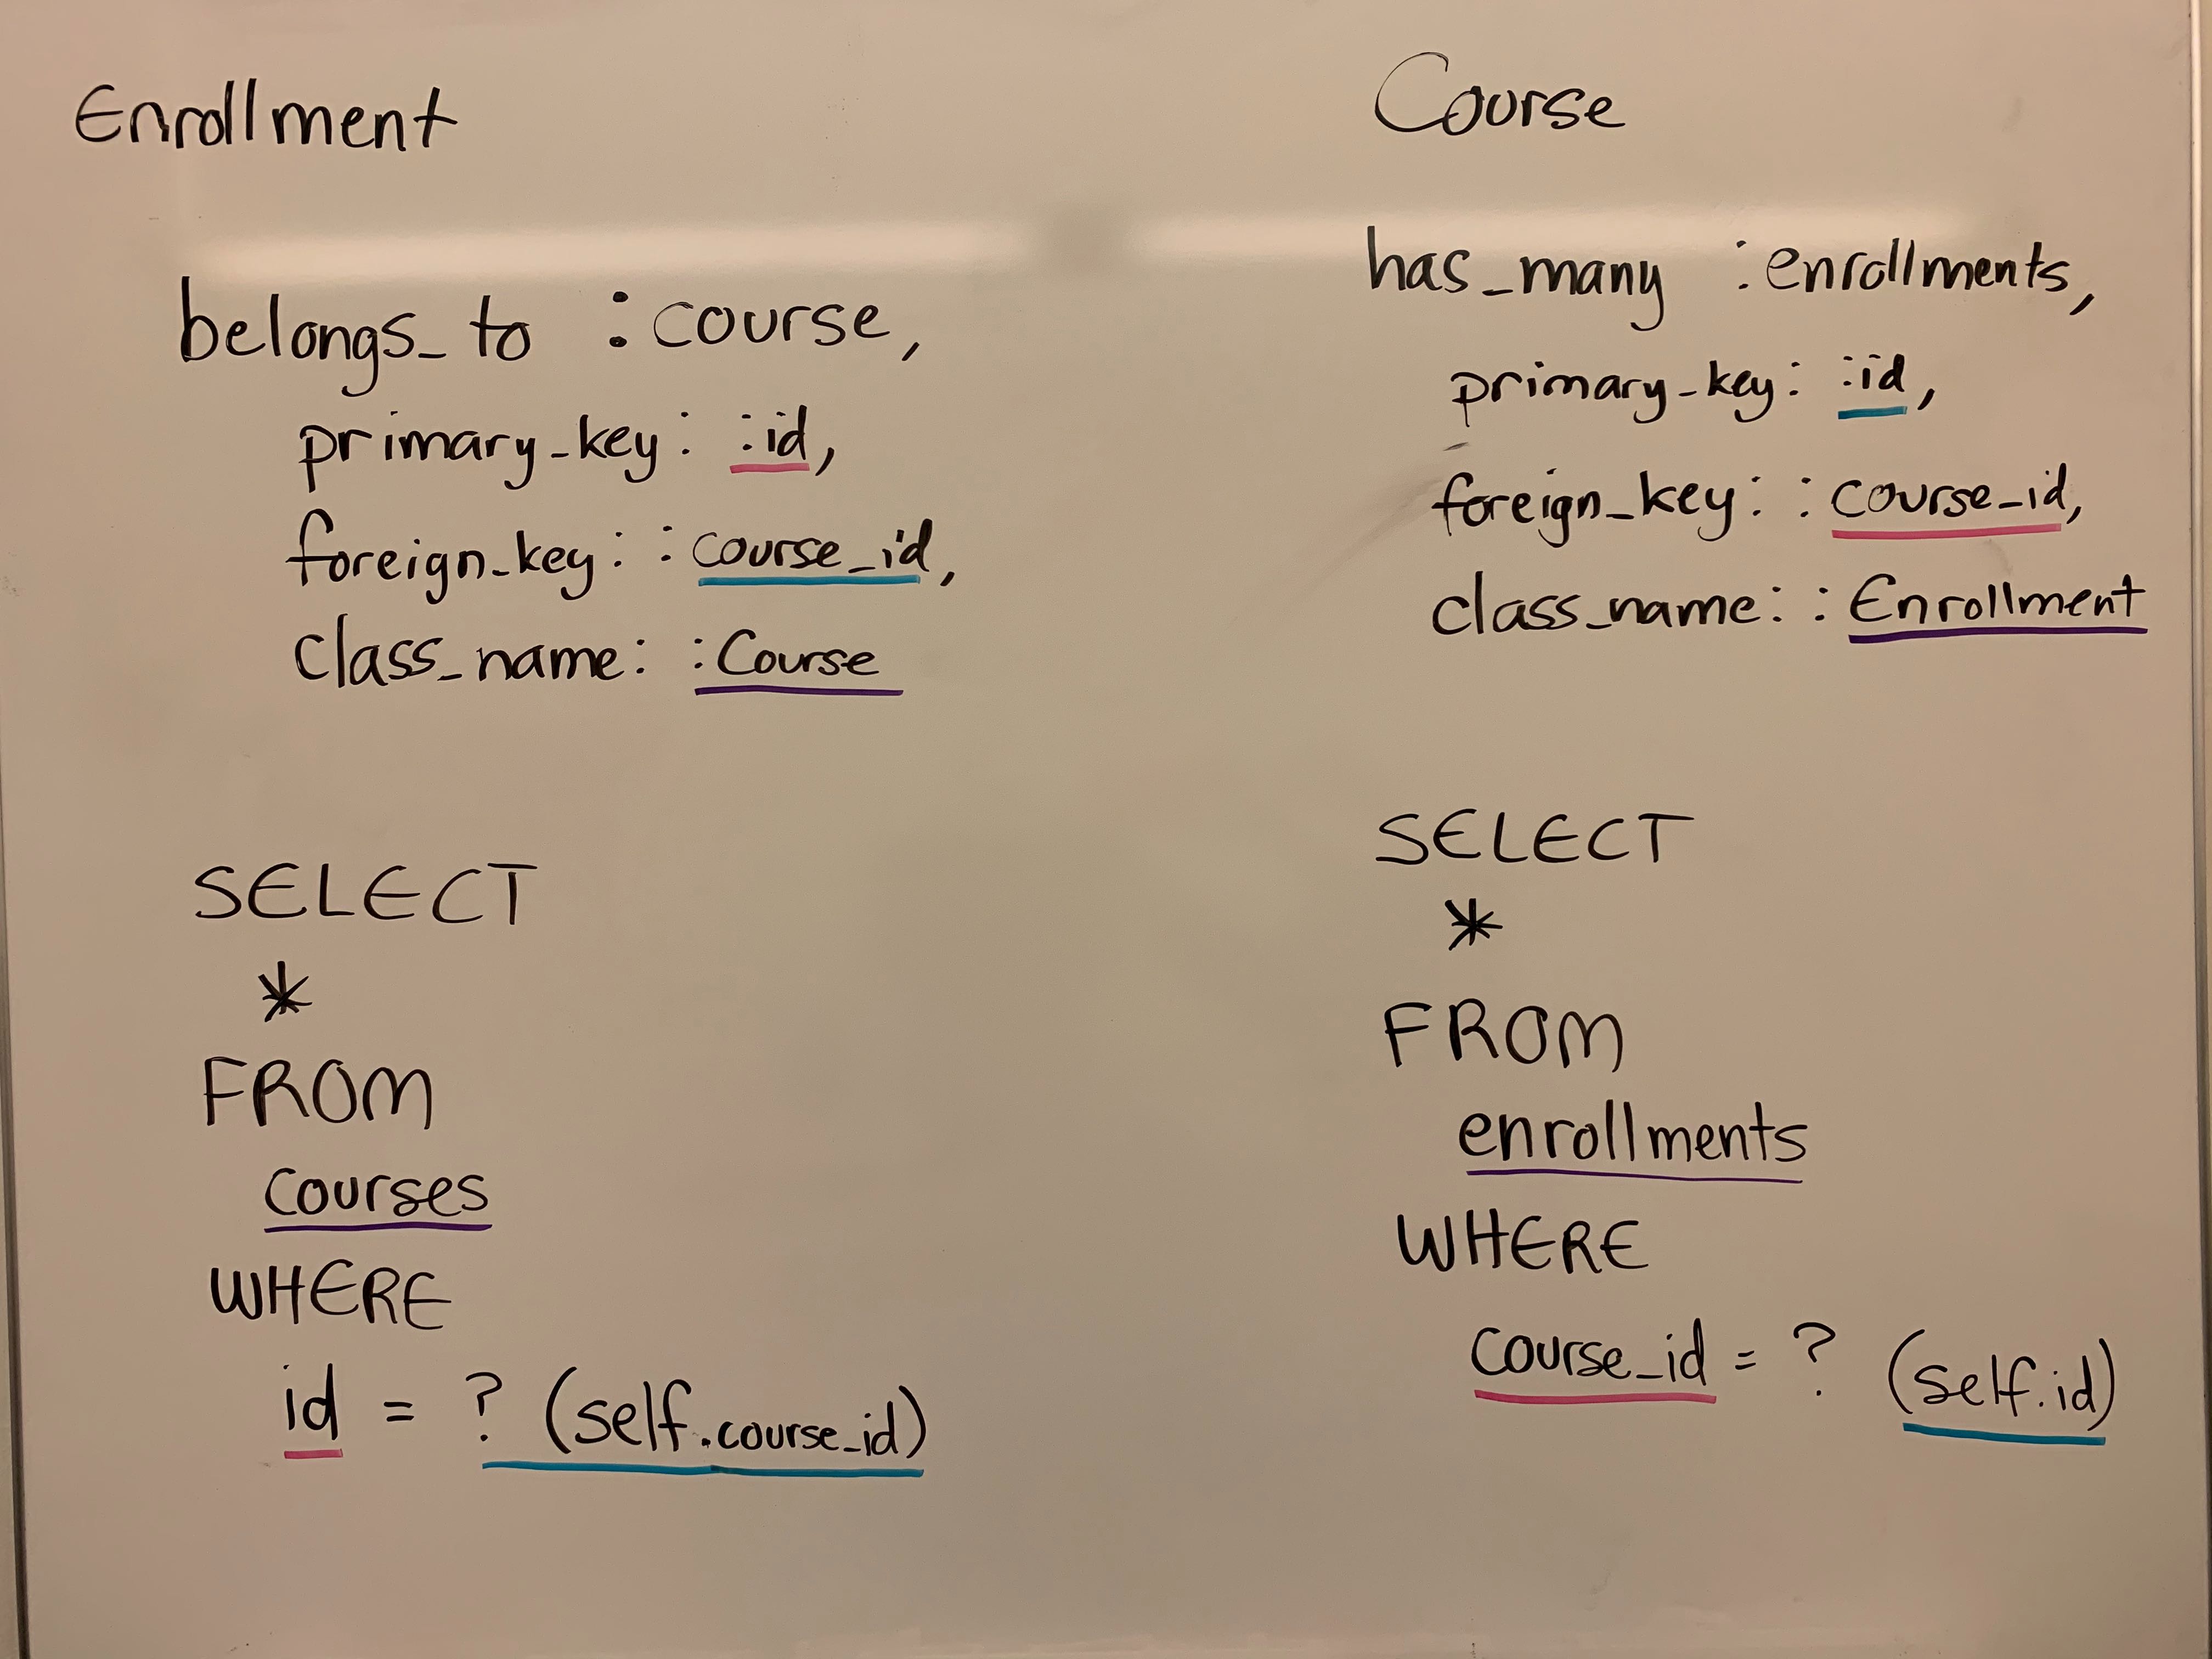 Enrollment
belongs_to :course,
primary_key: :id,
foreign_key: :course_id,
class_name: :Course
SELECT
*
FROM
courses
WHERE
id = ? (self.course_id)
Course
has_many :enrollments,
primary_key: :id,
foreign_key: :course_id,
class_name: :Enrollment
SELECT
*
FROM
enrollments
WHERE
course_id = ? (self.id)